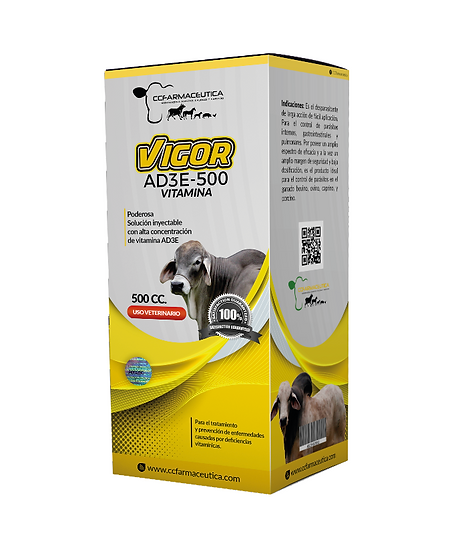 CCFARMACEUTICA
VIGOR
AD3E-500
VITAMINA
Poderosa
Solución inyectable
con alta concentración
de vitamina AD3E
500 CC.
USO VETERINARIO
SATISFACTION GUARANTEED
100%
SATISFACTION GUARANTEED
Para el tratamiento
y prevención de enfermedades
causadas por deficiencias
vitamínicas.
www.ccfarmaceutica.com
Indicaciones: Es el desparasitante
de larga acción de fácil aplicación.
Para el control de parásitos
internos, gastrointestinales y
pulmonares. Por poseer un amplio
espectro de eficacia y a la vez un
amplio margen de seguridad y baja
dosificación, es el producto ideal
para el control de parásitos en el
ganado bovino, ovino, caprino, y
porcino.
www.ccfarmaceutica.com